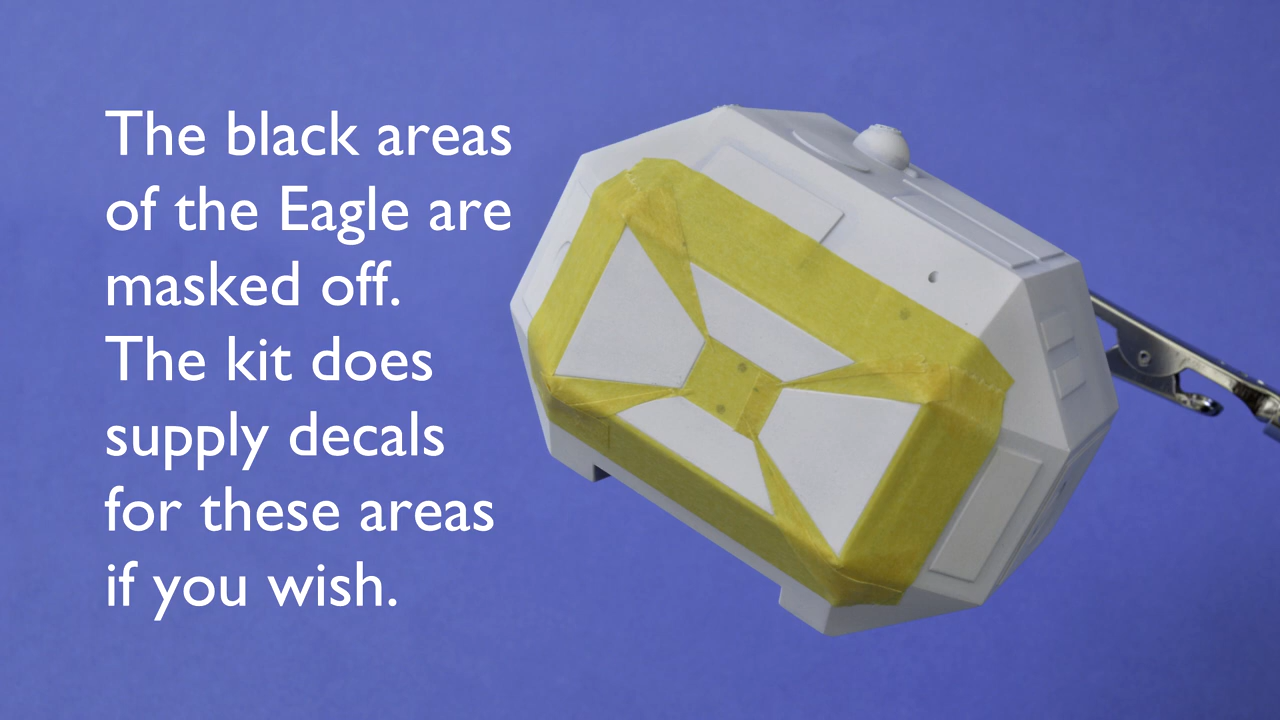 The black areas
of the Eagle are
masked off.
The kit does
supply decals
for these areas
if you wish.